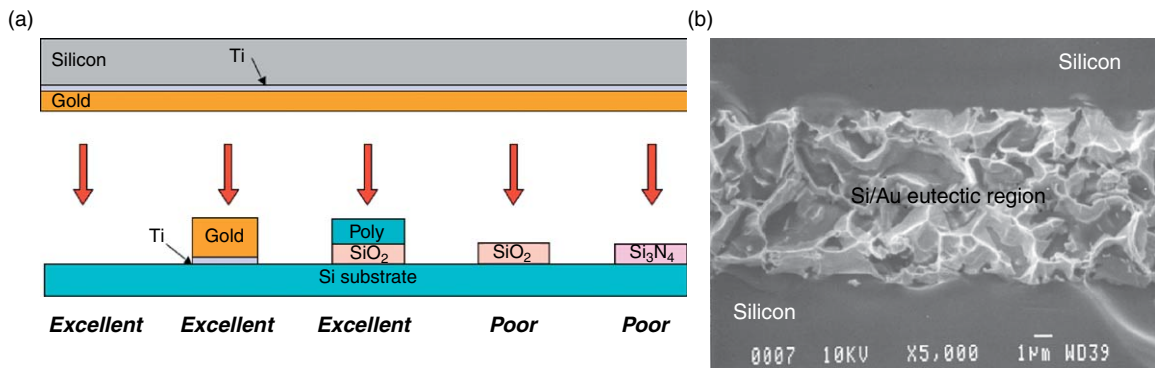 (a)
Silicon
Ti
Gold
Ti
Gold
Poly
SiO₂
SiO₂
Si₃N₄
Si substrate
Excellent Excellent Excellent Poor Poor
(b)
Silicon
Si/Au eutectic region
Silicon
0007 10KV X5,000 1µm WD39